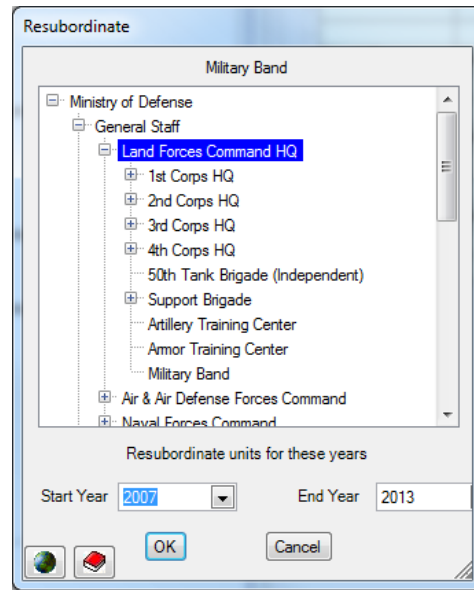 Resubordinate
Military Band
Ministry of Defense
General Staff
Land Forces Command HQ
1st Corps HQ
2nd Corps HQ
3rd Corps HQ
4th Corps HQ
50th Tank Brigade (Independent)
Support Brigade
Artillery Training Center
Armor Training Center
Military Band
Air & Air Defense Forces Command
Naval Forces Command
Resubordinate units for these years
Start Year 2007 End Year 2013
OK Cancel